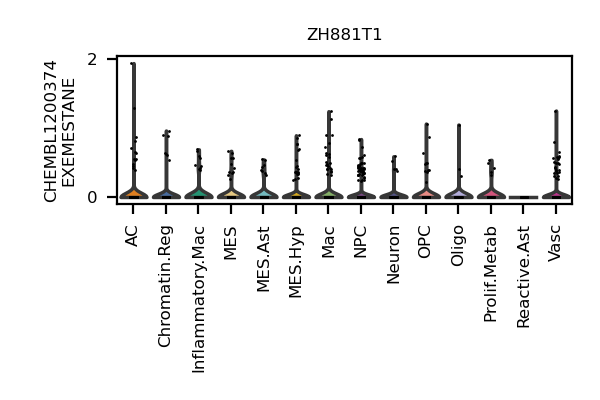 ZH881T1
CHEMBL1200374
EXEMESTANE
2
0
AC
Chromatin.Reg
Inflammatory.Mac
MES
MES.Ast
MES.Hyp
Mac
NPC
Neuron
OPC
Oligo
Prolif.Metab
Reactive.Ast
Vasc